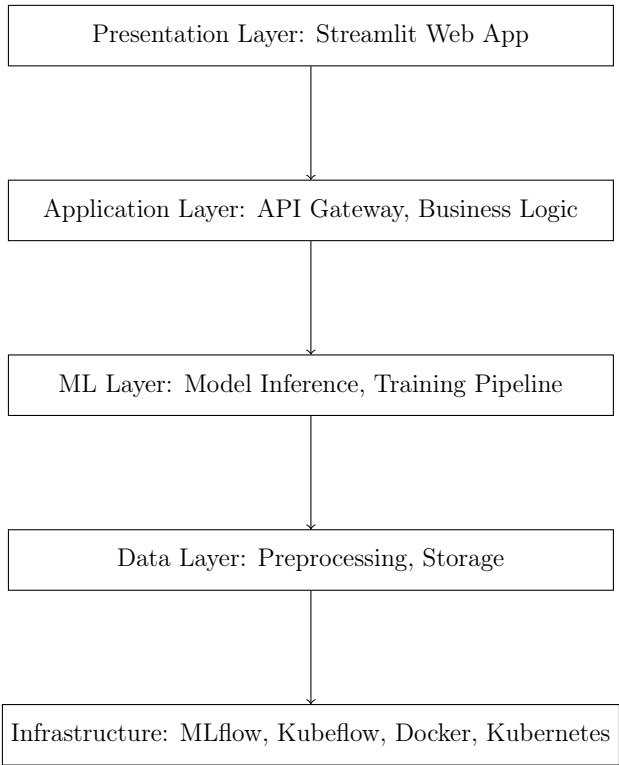 Presentation Layer: Streamlit Web App
Application Layer: API Gateway, Business Logic
ML Layer: Model Inference, Training Pipeline
Data Layer: Preprocessing, Storage
Infrastructure: MLflow, Kubeflow, Docker, Kubernetes